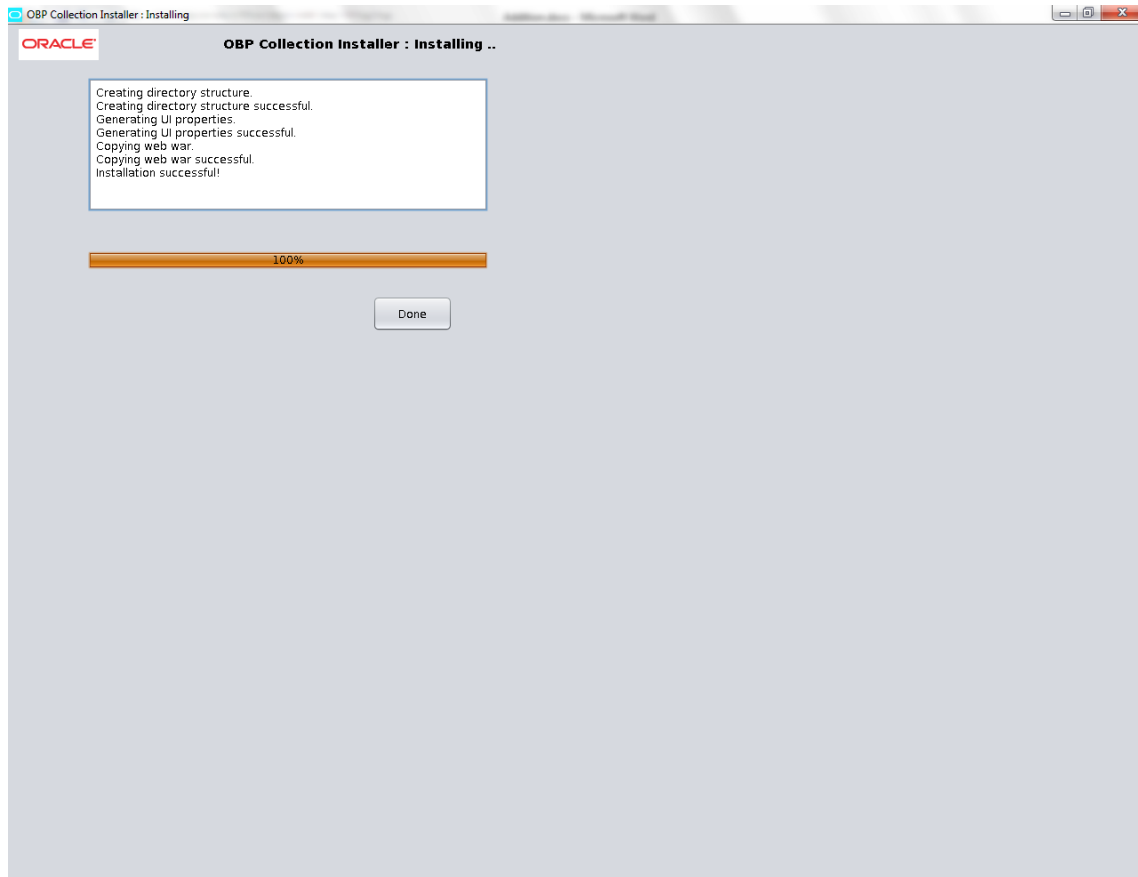 OBP Collection Installer : Installing
ORACLE
OBP Collection Installer : Installing ..
Creating directory structure.
Creating directory structure successful.
Generating UI properties.
Generating UI properties successful.
Copying web war.
Copying web war successful.
Installation successful!
100%
Done